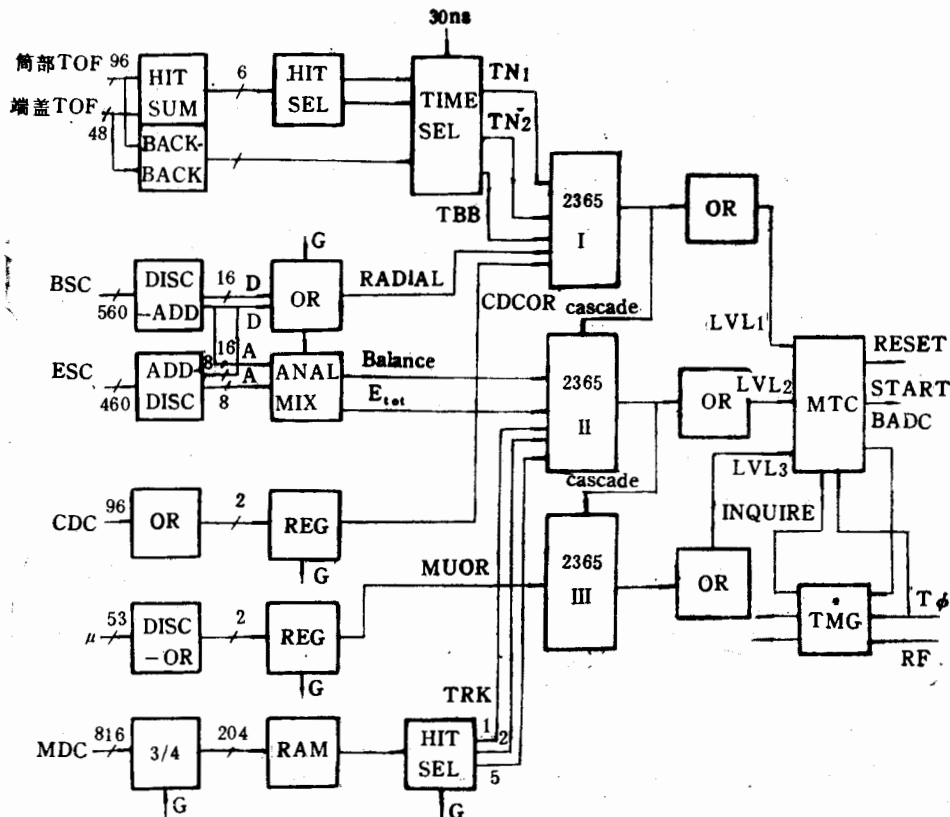 30ns
筒部TOF
96
端盖TOF
48
HIT
SUM
BACK-
BACK
6
HIT
SEL
TIME
SEL
TN1
TN2
TBB
2365
I
OR
BSC
560
DISC
-ADD
16
D
D
G
OR
RADIAL
CDCOR
cascade
LVL1
ESC
460
ADD
DISC
16
8
A
A
8
ANAL
MIX
Balance
Etot
2365
II
OR
LVL2
MTC
RESET
START
BADC
cascade
LVL3
INQUIRE
CDC
96
OR
2
REG
G
MUOR
2365
III
OR
TMG
Tϕ
RF
μ
53
DISC
-OR
2
REG
G
TRK
1
2
5
MDC
816
3/4
G
204
RAM
HIT
SEL
G